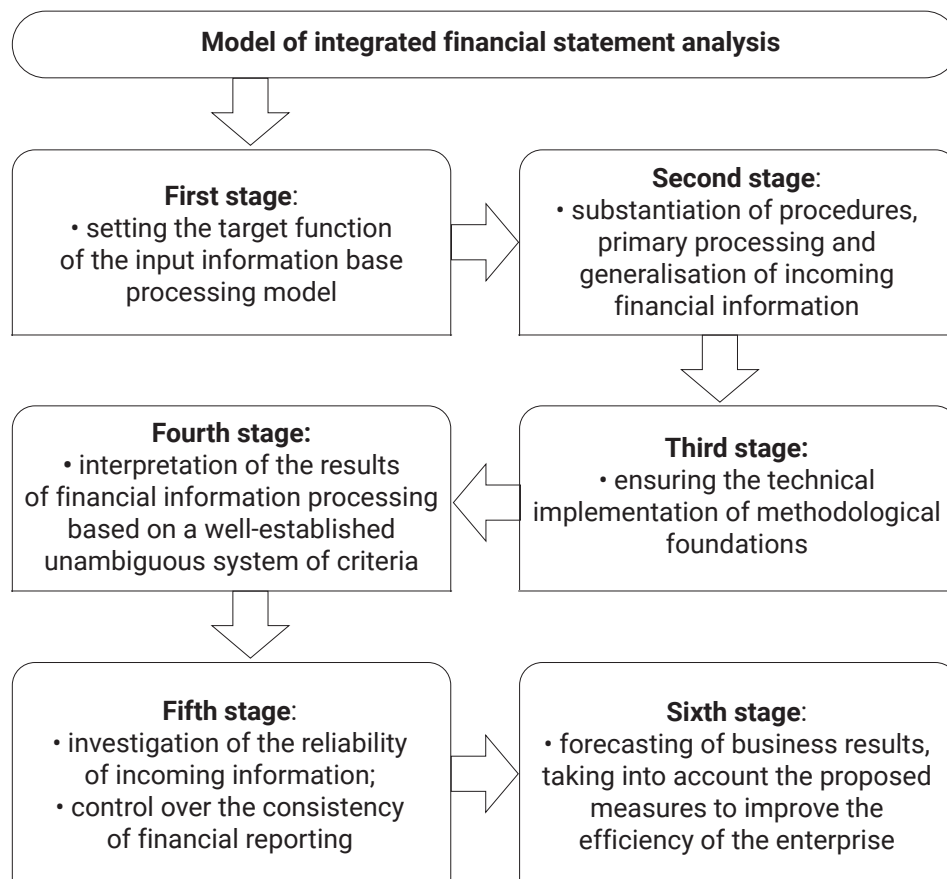 Model of integrated financial statement analysis
First stage:
• setting the target function
of the input information base
processing model
Second stage:
• substantiation of procedures,
primary processing and
generalisation of incoming
financial information
Third stage:
• ensuring the technical
implementation of methodological
foundations
Fourth stage:
• interpretation of the results
of financial information processing
based on a well-established
unambiguous system of criteria
Fifth stage:
• investigation of the reliability
of incoming information;
• control over the consistency
of financial reporting
Sixth stage:
• forecasting of business results,
taking into account the proposed
measures to improve the
efficiency of the enterprise